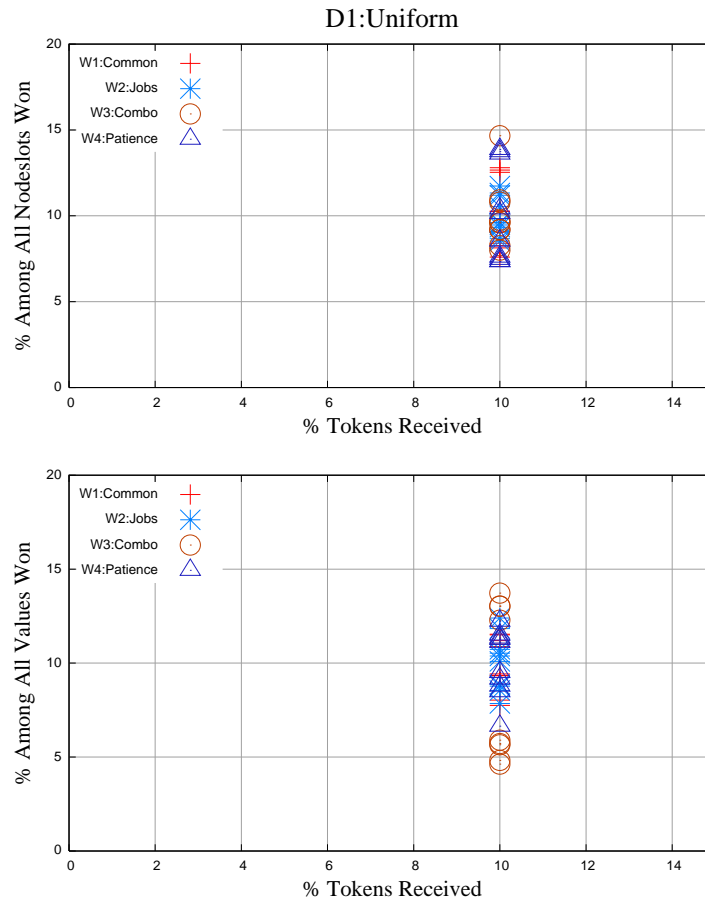 D1:Uniform
% Among All Nodeslots Won
20
15
10
5
0
W1:Common
W2:Jobs
W3:Combo
W4:Patience
0 2 4 6 8 10 12 14
% Tokens Received
% Among All Values Won
20
15
10
5
0
W1:Common
W2:Jobs
W3:Combo
W4:Patience
0 2 4 6 8 10 12 14
% Tokens Received